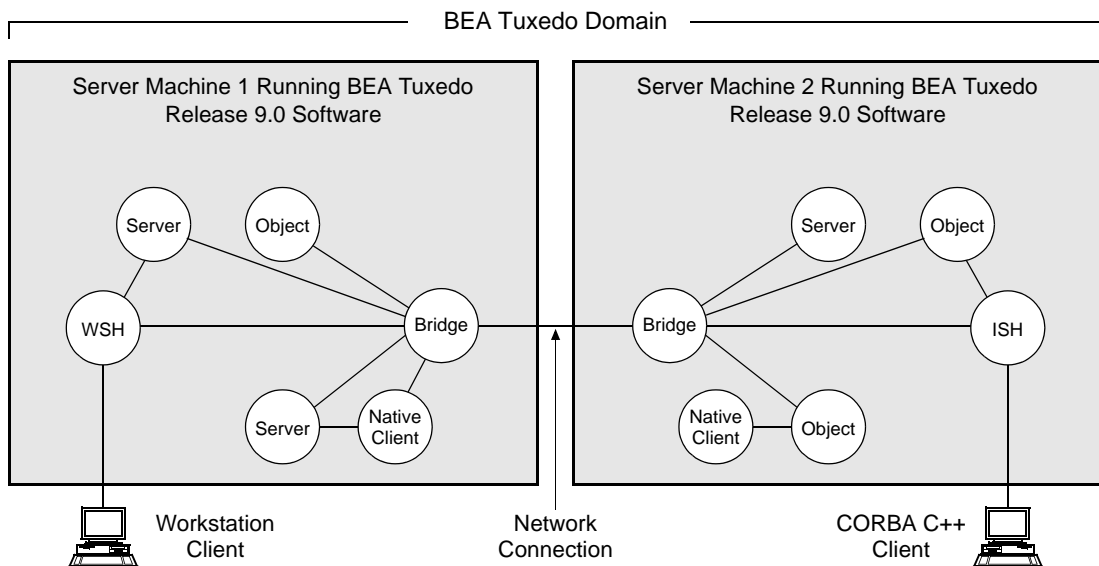 BEA Tuxedo Domain
Server Machine 1 Running BEA Tuxedo
Release 9.0 Software
Server Machine 2 Running BEA Tuxedo
Release 9.0 Software
Server
Object
Server
Object
WSH
Bridge
Bridge
ISH
Server
Native
Client
Native
Client
Object
Workstation
Client
Network
Connection
CORBA C++
Client